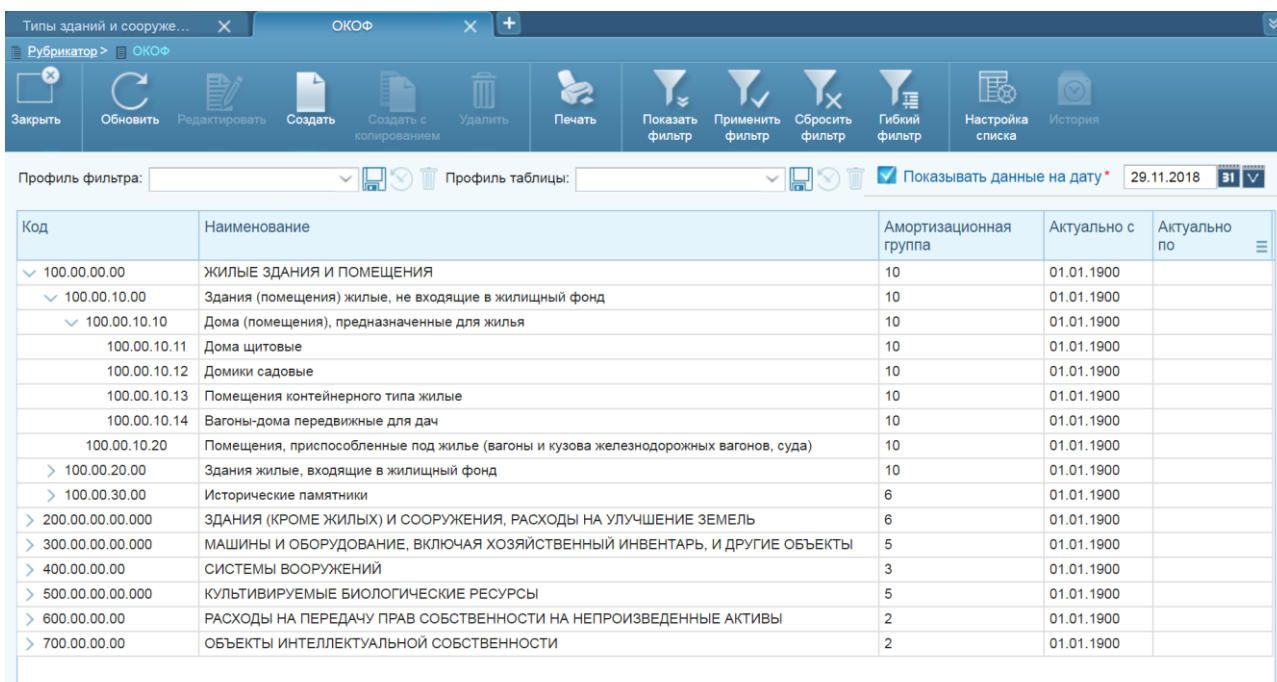 Типы зданий и сооруже... ОКОФ
Рубрикатор > ОКОФ
Закрыть Обновить Редактировать Создать Создать с копированием Удалить Печать Показать фильтр Применить фильтр Сбросить фильтр Гибкий фильтр Настройка списка История
Профиль фильтра: Профиль таблицы: Показывать данные на дату* 29.11.2018 31
Код Наименование Амортизационная группа Актуально с Актуально по
100.00.00.00 ЖИЛЫЕ ЗДАНИЯ И ПОМЕЩЕНИЯ 10 01.01.1900
100.00.10.00 Здания (помещения) жилые, не входящие в жилищный фонд 10 01.01.1900
100.00.10.10 Дома (помещения), предназначенные для жилья 10 01.01.1900
100.00.10.11 Дома щитовые 10 01.01.1900
100.00.10.12 Домики садовые 10 01.01.1900
100.00.10.13 Помещения контейнерного типа жилые 10 01.01.1900
100.00.10.14 Вагоны-дома передвижные для дач 10 01.01.1900
100.00.10.20 Помещения, приспособленные под жилье (вагоны и кузова железнодорожных вагонов, суда) 10 01.01.1900
100.00.20.00 Здания жилые, входящие в жилищный фонд 10 01.01.1900
100.00.30.00 Исторические памятники 6 01.01.1900
200.00.00.00.000 ЗДАНИЯ (КРОМЕ ЖИЛЫХ) И СООРУЖЕНИЯ, РАСХОДЫ НА УЛУЧШЕНИЕ ЗЕМЕЛЬ 6 01.01.1900
300.00.00.00.000 МАШИНЫ И ОБОРУДОВАНИЕ, ВКЛЮЧАЯ ХОЗЯЙСТВЕННЫЙ ИНВЕНТАРЬ, И ДРУГИЕ ОБЪЕКТЫ 5 01.01.1900
400.00.00.00 СИСТЕМЫ ВООРУЖЕНИЙ 3 01.01.1900
500.00.00.00.000 КУЛЬТИВИРУЕМЫЕ БИОЛОГИЧЕСКИЕ РЕСУРСЫ 5 01.01.1900
600.00.00.00 РАСХОДЫ НА ПЕРЕДАЧУ ПРАВ СОБСТВЕННОСТИ НА НЕПРОИЗВЕДЕННЫЕ АКТИВЫ 2 01.01.1900
700.00.00.00 ОБЪЕКТЫ ИНТЕЛЛЕКТУАЛЬНОЙ СОБСТВЕННОСТИ 2 01.01.1900